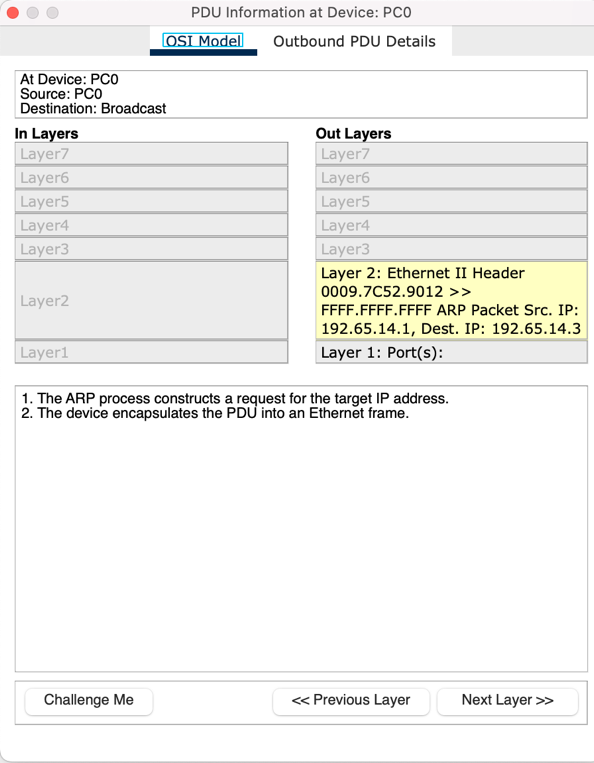 PDU Information at Device: PC0
OSI Model
Outbound PDU Details
At Device: PC0
Source: PC0
Destination: Broadcast
In Layers
Layer7
Layer6
Layer5
Layer4
Layer3
Layer2
Layer1
Out Layers
Layer7
Layer6
Layer5
Layer4
Layer3
Layer 2: Ethernet II Header
0009.7C52.9012 >>
FFFF.FFFF.FFFF ARP Packet Src. IP:
192.65.14.1, Dest. IP: 192.65.14.3
Layer 1: Port(s):
1. The ARP process constructs a request for the target IP address.
2. The device encapsulates the PDU into an Ethernet frame.
Challenge Me
<< Previous Layer
Next Layer >>